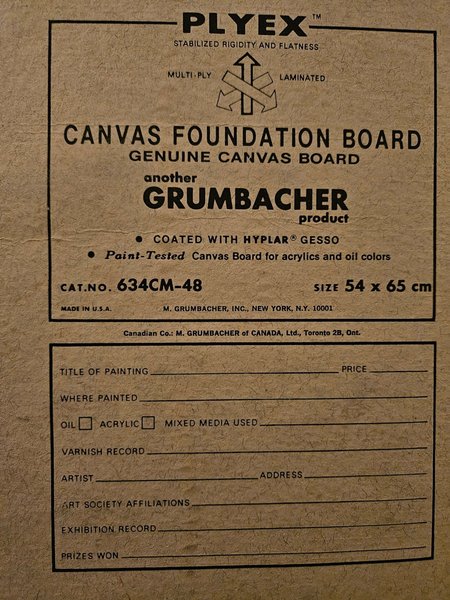 PLYEX™
STABILIZED RIGIDITY AND FLATNESS
MULTI-PLY LAMINATED
CANVAS FOUNDATION BOARD
GENUINE CANVAS BOARD
another
GRUMBACHER
product
• COATED WITH HYPLAR® GESSO
• Paint-Tested Canvas Board for acrylics and oil colors
CAT.NO. 634CM-48 SIZE 54 x 65 cm
MADE IN U.S.A. M. GRUMBACHER, INC., NEW YORK, N.Y. 10001
Canadian Co.: M. GRUMBACHER of CANADA, Ltd., Toronto 2B, Ont.
TITLE OF PAINTING PRICE
WHERE PAINTED
OIL ACRYLIC MIXED MEDIA USED
VARNISH RECORD
ARTIST ADDRESS
ART SOCIETY AFFILIATIONS
EXHIBITION RECORD
PRIZES WON